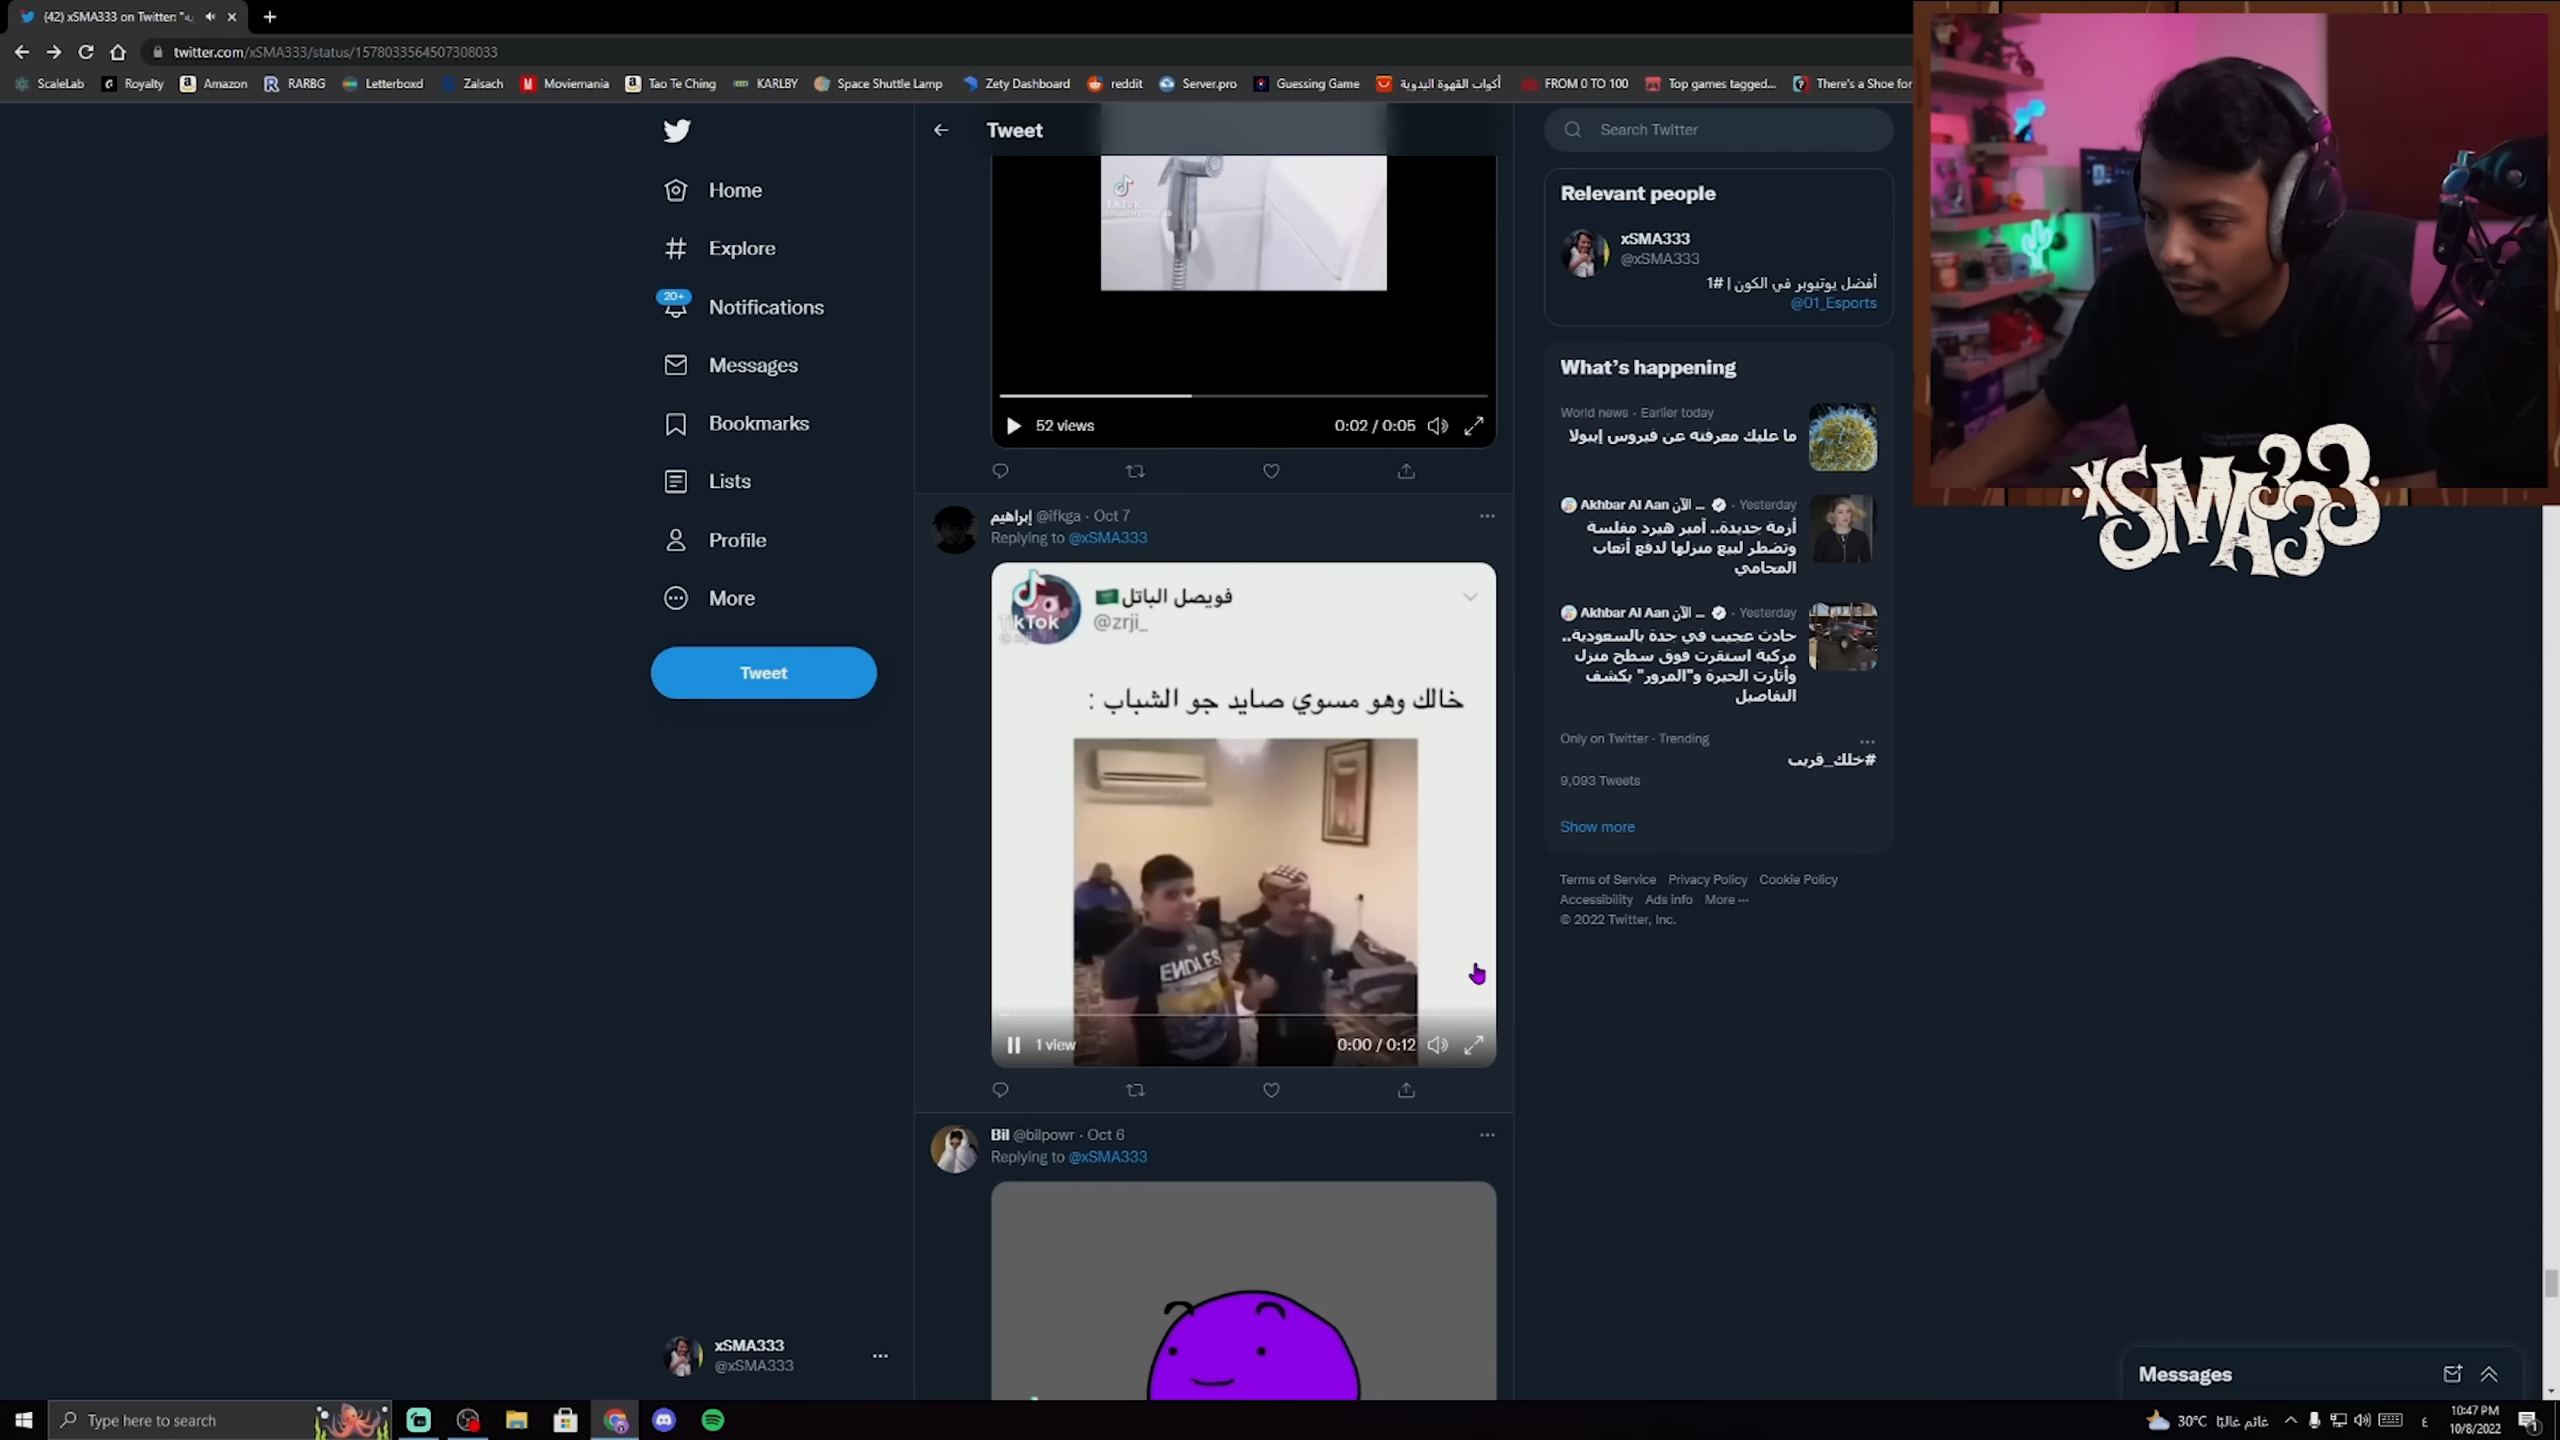 (42) xSMA333 on Twitter: "
twitter.com/xSMA333/status/1578033564507308033
ScaleLab
Royalty
Amazon
RARBG
Letterboxd
Zalsach
Moviemania
Tao Te Ching
KARLBY
Space Shuttle Lamp
Zety Dashboard
reddit
Server.pro
Guessing Game
أكواب القهوة البدوية
FROM 0 TO 100
Top games tagged...
There's a Shoe for
Home
Explore
20+
Notifications
Messages
Bookmarks
Lists
Profile
More
Tweet
xSMA333
@xSMA333
Tweet
TikTok
52 views
0:02 / 0:05
إبراهيم @ifkga · Oct 7
Replying to @xSMA333
TikTok
فويصل الباتل
@zrji_
خالك وهو مسوي صايد جو الشباب :
ENDLES
1 view
0:00 / 0:12
Bil @bilpowr · Oct 6
Replying to @xSMA333
Search Twitter
Relevant people
xSMA333
@xSMA333
أفضل يوتيوبر في الكون | #1
@01_Esports
What's happening
World news · Earlier today
ما عليك معرفته عن فيروس إيبولا
Akhbar Al Aan الآن ... · Yesterday
أزمة جديدة.. آمبر هيرد مفلسة
وتضطر لبيع منزلها لدفع أتعاب
المحامي
Akhbar Al Aan الآن ... · Yesterday
حادث عجيب في جدة بالسعودية..
مركبة استقرت فوق سطح منزل
وأثارت الحيرة و"المرور" يكشف
التفاصيل
Only on Twitter · Trending
#خلك_قريب
9,093 Tweets
Show more
Terms of Service Privacy Policy Cookie Policy
Accessibility Ads info More ···
© 2022 Twitter, Inc.
xSMA333
Messages
Type here to search
30°C غائم غالبًا
ع
10:47 PM
10/8/2022
1